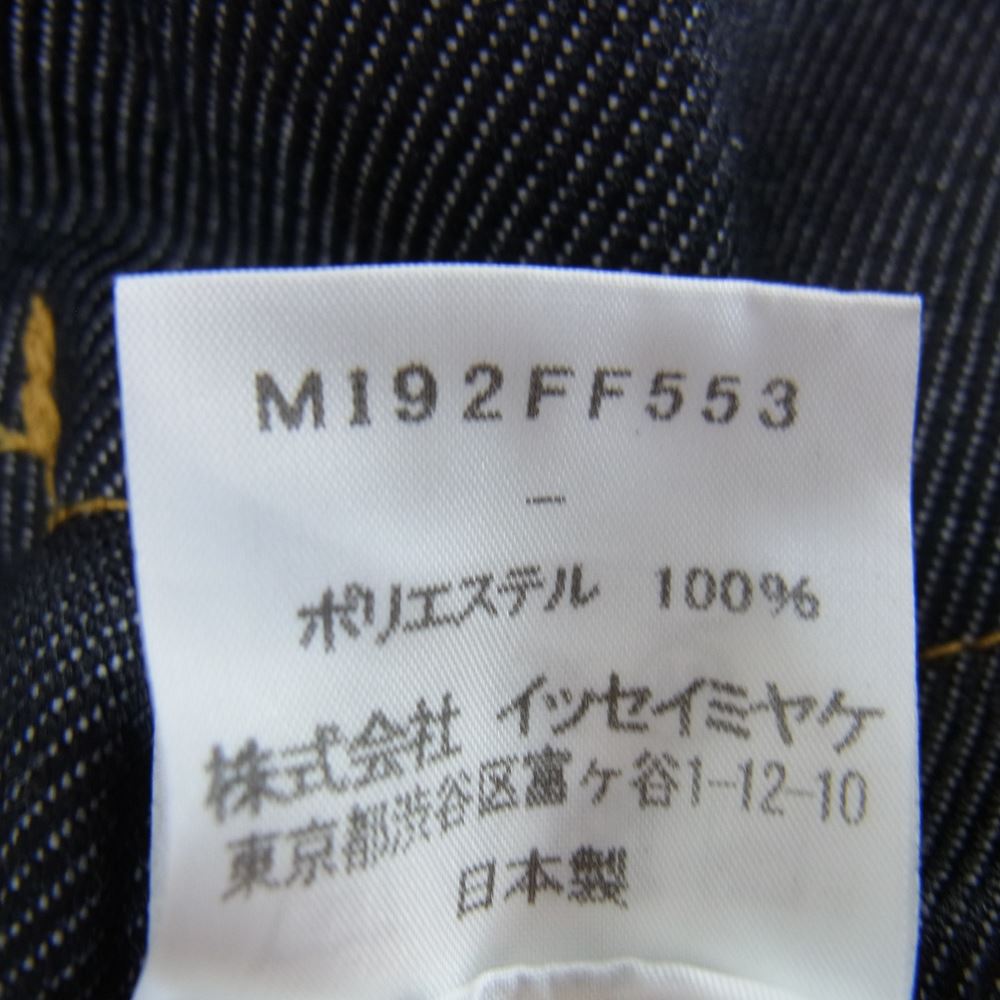 MI92FF553
—
ポリエステル 100%
株式会社 イッセイミヤケ
東京都渋谷区富ケ谷1-12-10
日本製